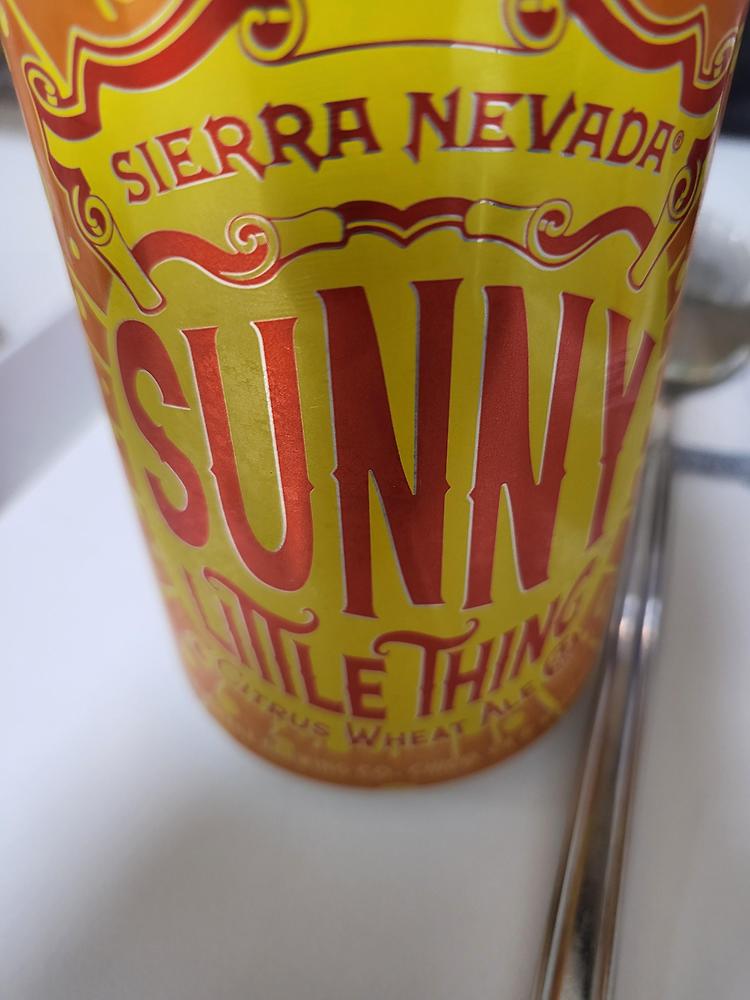 SIERRA NEVADA®
SUNNY
LITTLE THING
CITRUS WHEAT ALE